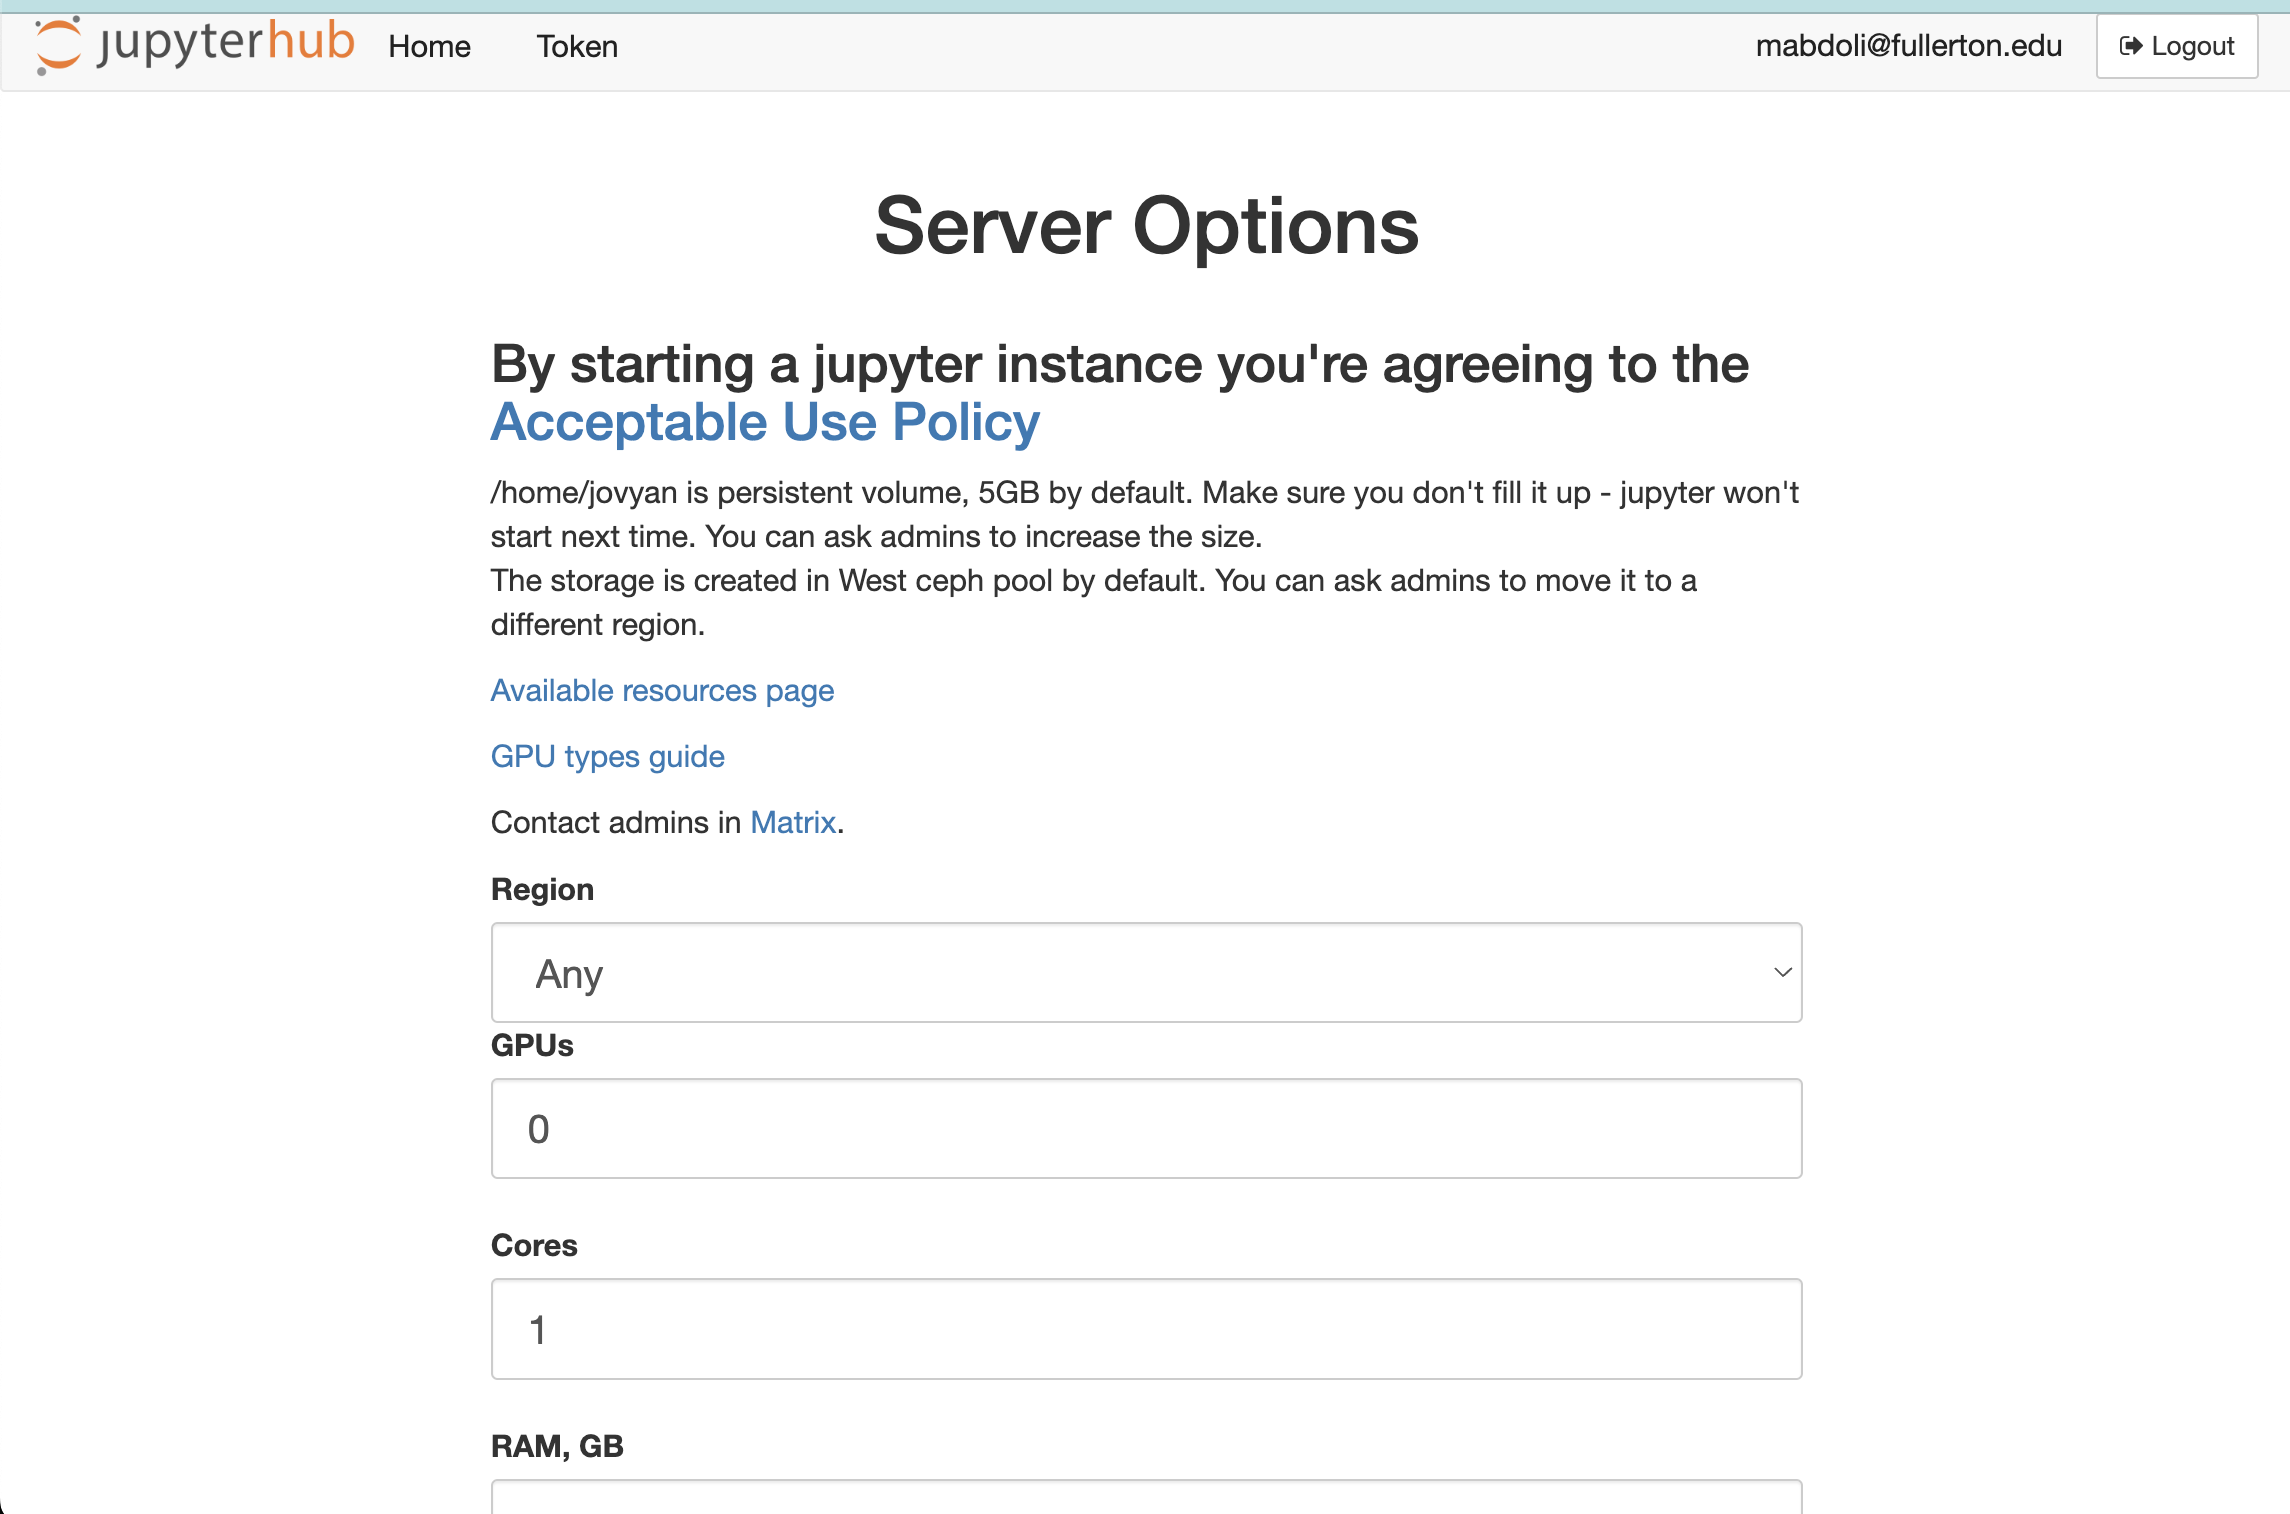 jupyterhub Home Token mabdoli@fullerton.edu Logout
Server Options
By starting a jupyter instance you're agreeing to the
Acceptable Use Policy
/home/jovyan is persistent volume, 5GB by default. Make sure you don't fill it up - jupyter won't
start next time. You can ask admins to increase the size.
The storage is created in West ceph pool by default. You can ask admins to move it to a
different region.
Available resources page
GPU types guide
Contact admins in Matrix.
Region
Any
GPUs
0
Cores
1
RAM, GB